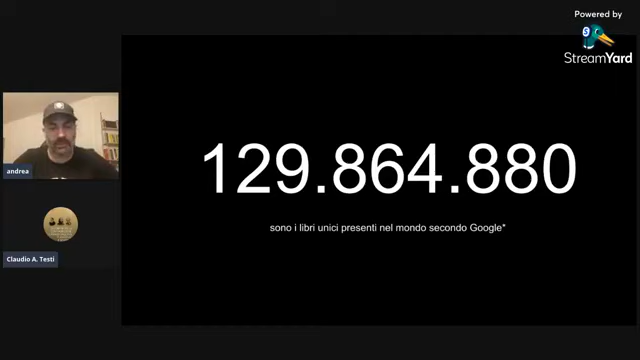 Powered by
StreamYard
129.864.880
sono i libri unici presenti nel mondo secondo Google*
andrea
Claudio A. Testi